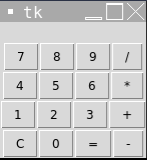 tk
7 8 9 /
4 5 6 *
1 2 3 +
C 0 = -